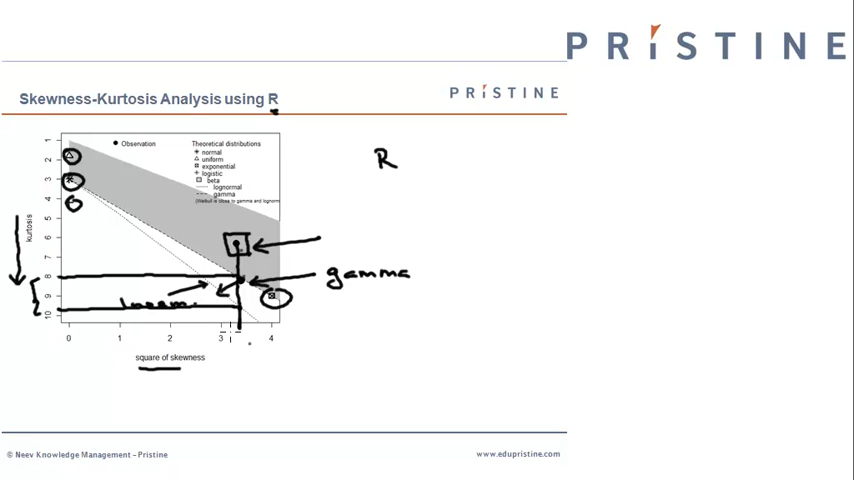 PRiSTINE
Skewness-Kurtosis Analysis using R
PRiSTINE
Observation
Theoretical distributions
normal
uniform
exponential
logistic
beta
lognormal
gamma
(Weibull is close to gamma and lognorm
R
kurtosis
1
2
3
4
5
6
7
8
9
10
gamma
0
1
2
3
4
square of skewness
© Neev Knowledge Management – Pristine
www.edupristine.com